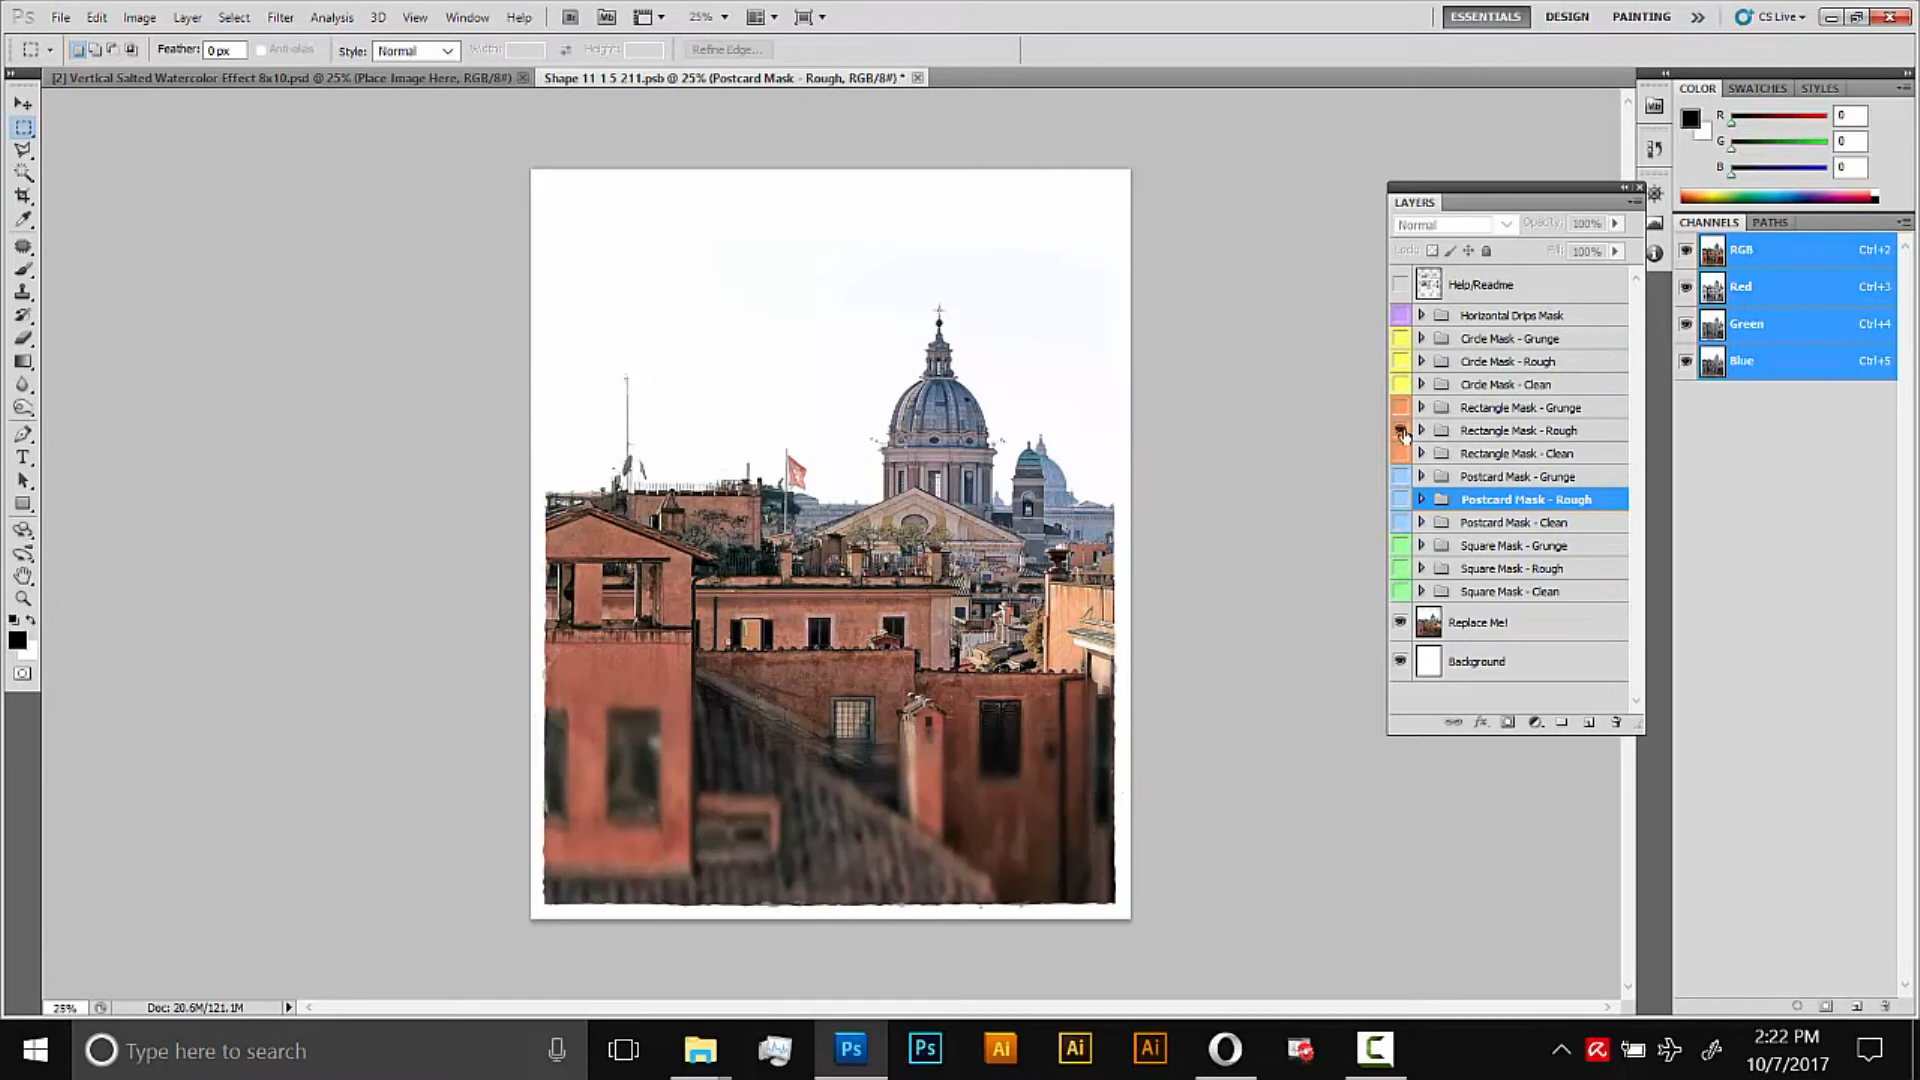 Ps File Edit Image Layer Select Filter Analysis 3D View Window Help Br Mb 25% ESSENTIALS DESIGN PAINTING CS Live
Feather: 0 px Anti-alias Style: Normal Width: Height: Refine Edge...
[2] Vertical Salted Watercolor Effect 8x10.psd @ 25% (Place Image Here, RGB/8#)
Shape 11 1 5 211.psb @ 25% (Postcard Mask - Rough, RGB/8#) *
COLOR SWATCHES STYLES
R 0
G 0
B 0
Mb
CHANNELS PATHS
RGB Ctrl+2
Red Ctrl+3
Green Ctrl+4
Blue Ctrl+5
LAYERS
Normal Opacity: 100%
Lock: Fill: 100%
Help/Readme
Horizontal Drips Mask
Circle Mask - Grunge
Circle Mask - Rough
Circle Mask - Clean
Rectangle Mask - Grunge
Rectangle Mask - Rough
Rectangle Mask - Clean
Postcard Mask - Grunge
Postcard Mask - Rough
Postcard Mask - Clean
Square Mask - Grunge
Square Mask - Rough
Square Mask - Clean
Replace Me!
Background
fx
T
25% Doc: 20.6M/121.1M
Type here to search
Ps Ps Ai Ai Ai
2:22 PM
10/7/2017